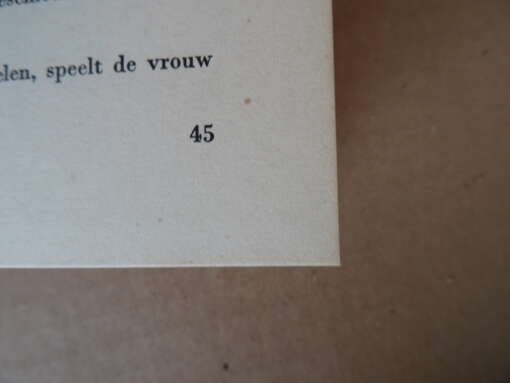 elen, speelt de vrouw
45